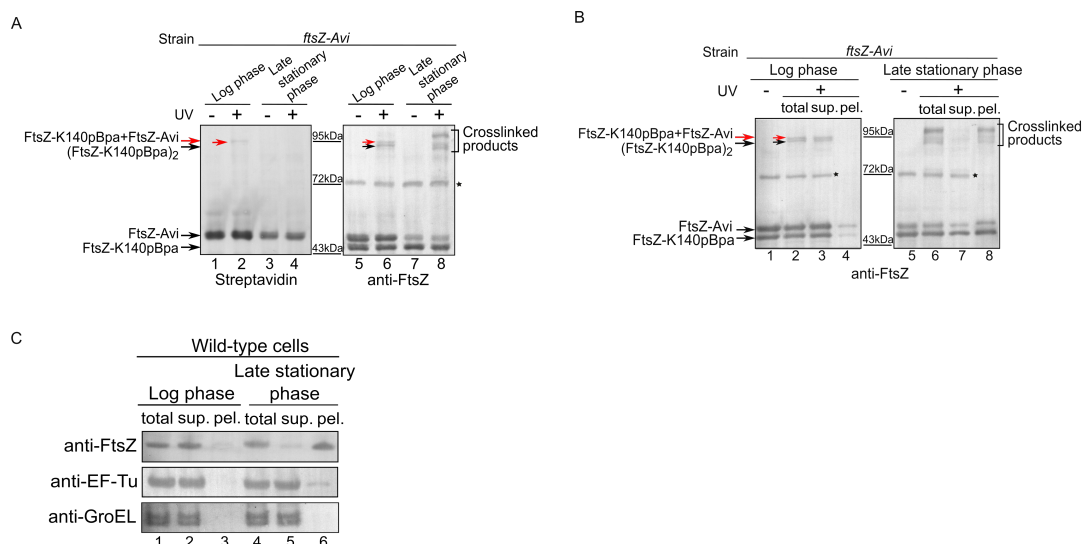 A
Strain ftsZ-Avi
Log phase Late stationary phase Log phase Late stationary phase
UV - + - + - + - +
FtsZ-K140pBpa+FtsZ-Avi
(FtsZ-K140pBpa)2
95kDa
Crosslinked products
72kDa
*
FtsZ-Avi
FtsZ-K140pBpa
43kDa
1 2 3 4 5 6 7 8
Streptavidin anti-FtsZ
B
Strain ftsZ-Avi
Log phase Late stationary phase
UV - + - +
total sup. pel. total sup. pel.
FtsZ-K140pBpa+FtsZ-Avi
(FtsZ-K140pBpa)2
95kDa
Crosslinked products
72kDa
* *
FtsZ-Avi
FtsZ-K140pBpa
43kDa
1 2 3 4 5 6 7 8
anti-FtsZ
C
Wild-type cells
Late stationary
Log phase phase
total sup. pel. total sup. pel.
anti-FtsZ
anti-EF-Tu
anti-GroEL
1 2 3 4 5 6